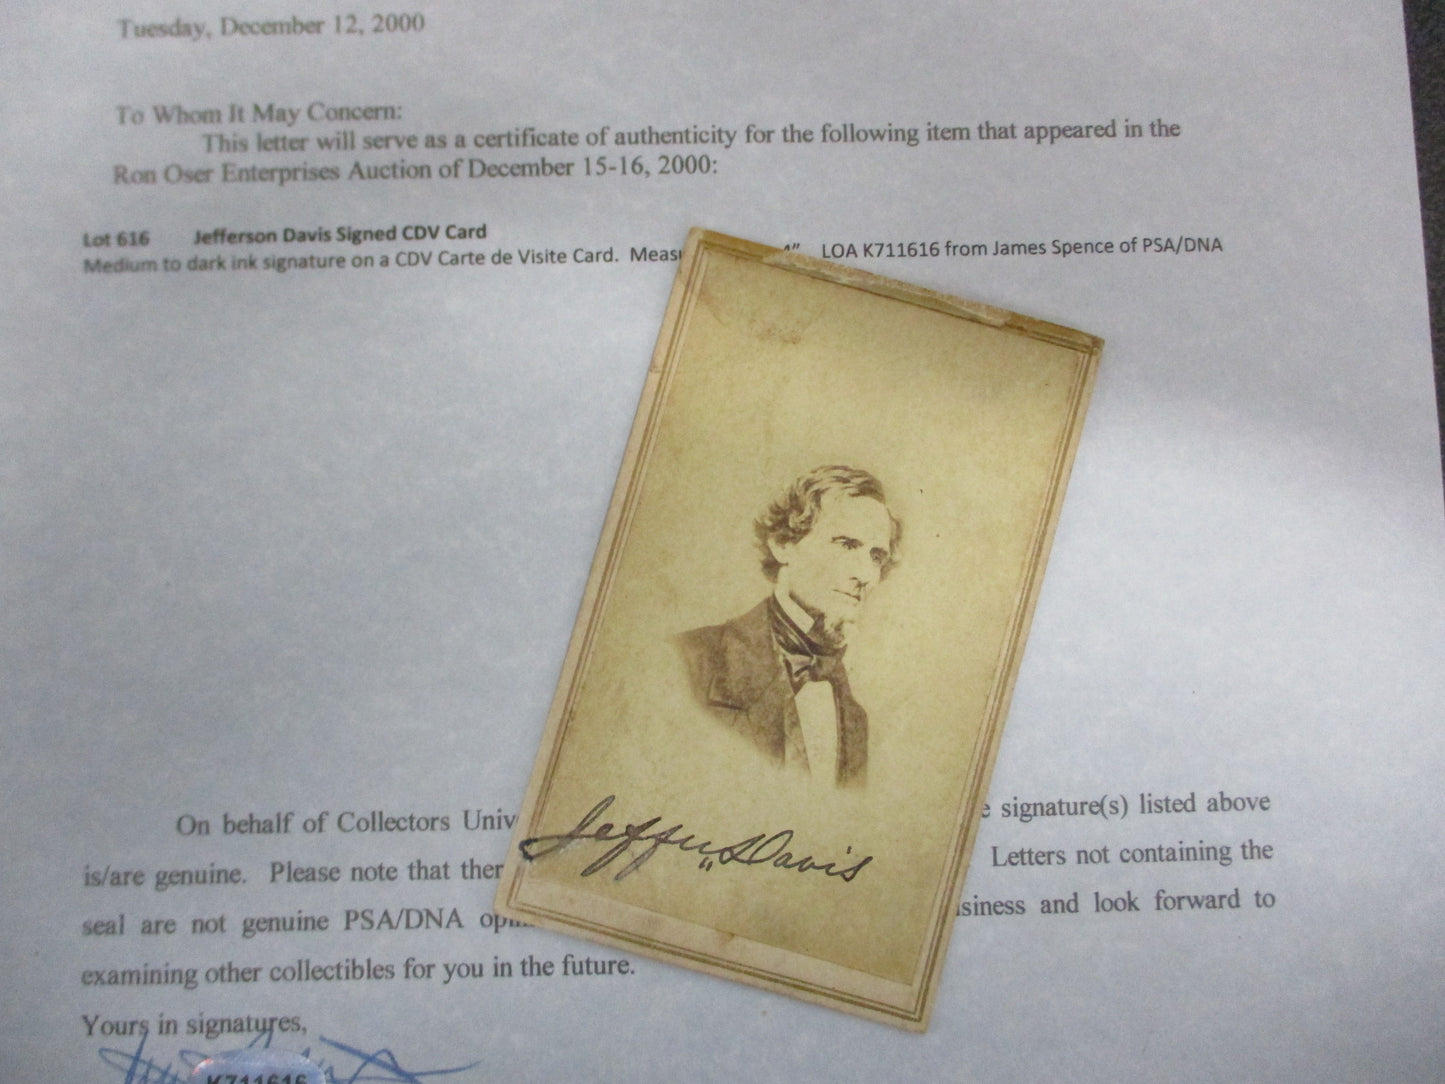 Tuesday, December 12, 2000
To Whom It May Concern:
This letter will serve as a certificate of authenticity for the following item that appeared in the
Ron Oser Enterprises Auction of December 15-16, 2000:
Lot 616 Jefferson Davis Signed CDV Card
Medium to dark ink signature on a CDV Carte de Visite Card. Meas 4" LOA K711616 from James Spence of PSA/DNA
Jeffer,, Davis
On behalf of Collectors Univ e signature(s) listed above
is/are genuine. Please note that ther Letters not containing the
seal are not genuine PSA/DNA op siness and look forward to
examining other collectibles for you in the future.
Yours in signatures,
K711616